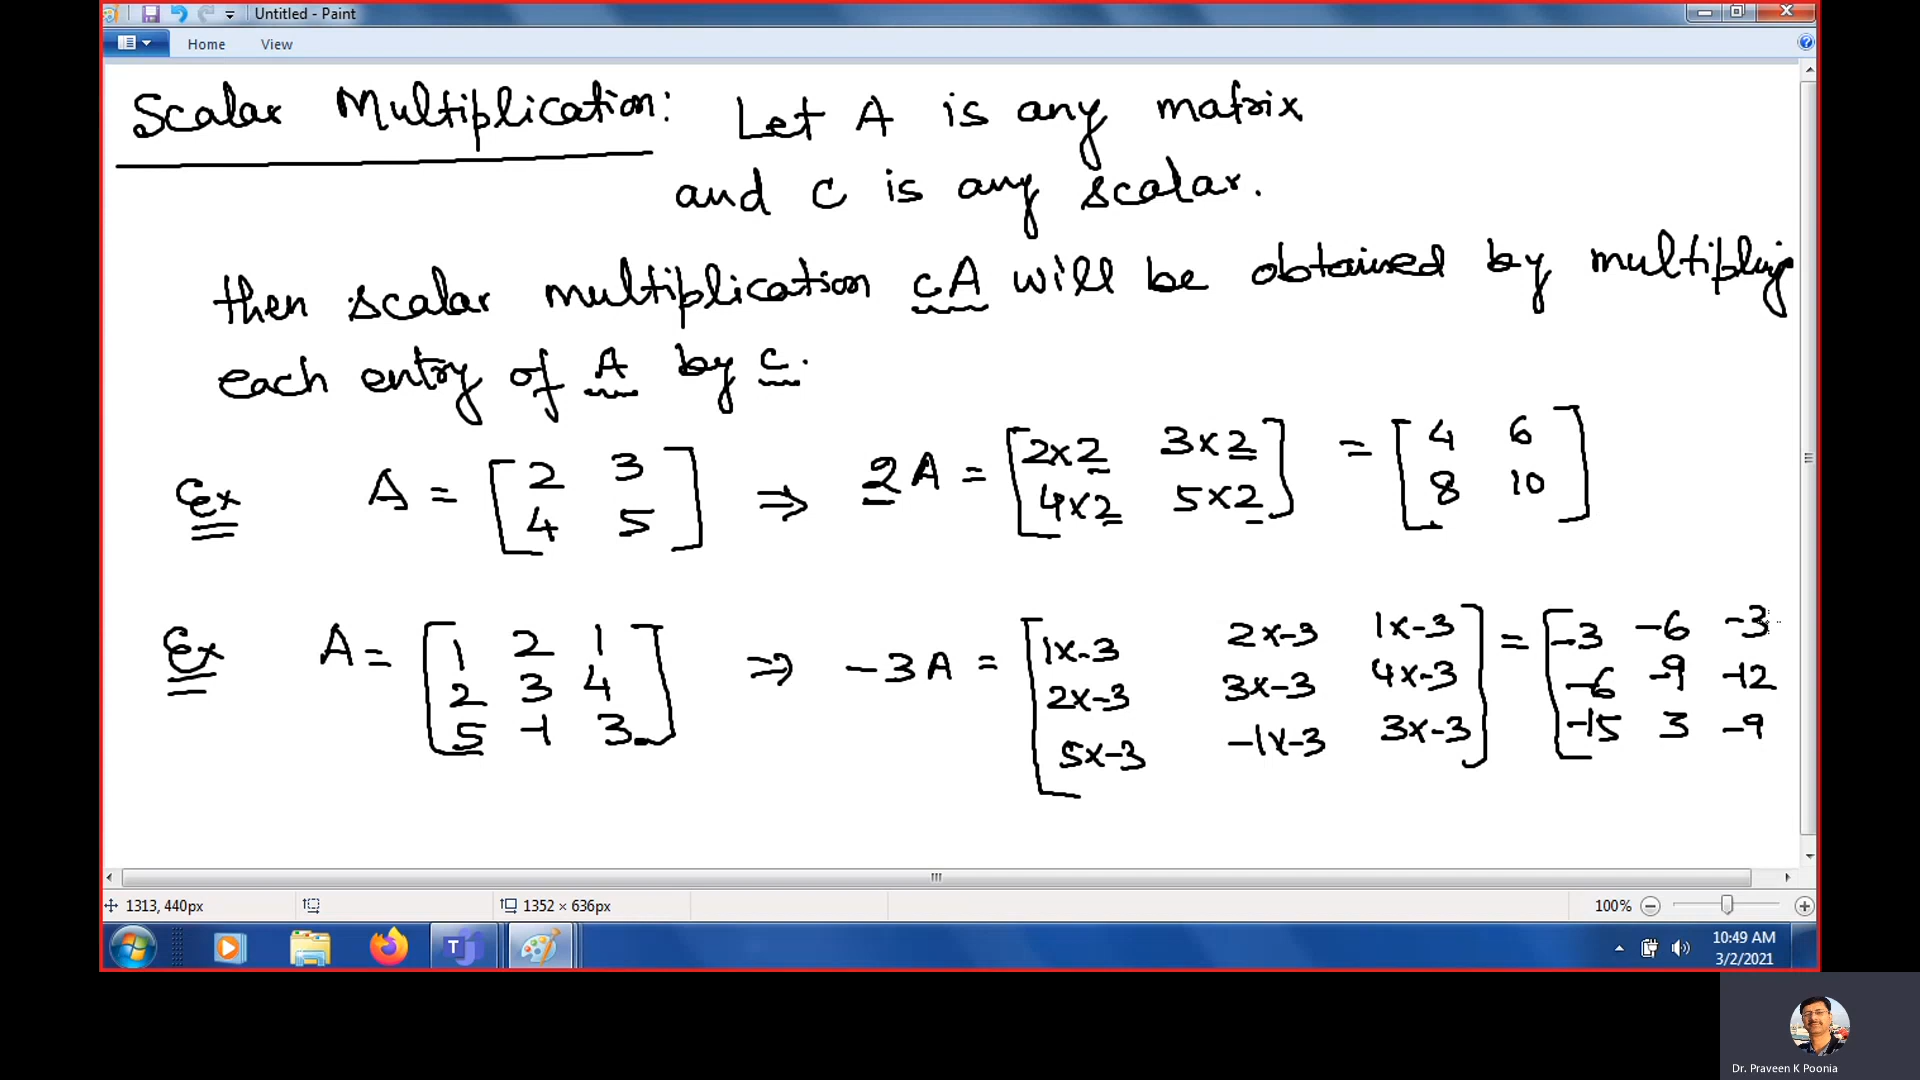 Untitled - Paint
Home View
Scalar Multiplication: Let A is any matrix
and c is any scalar.
then scalar multiplication cA will be obtained by multiplying
each entry of A by c.
Ex A = [2 3 ⇒ 2A = [2x2 3x2] = [4 6
4 5] 4x2 5x2 8 10]
Ex A = [1 2 1 ⇒ -3A = [1x-3 2x-3 1x-3 = [-3 -6 -3
2 3 4 2x-3 3x-3 4x-3 -6 -9 -12
5 -1 3] 5x-3 -1x-3 3x-3] -15 3 -9
1313, 440px 1352 × 636px 100%
10:49 AM
3/2/2021
Dr. Praveen K Poonia